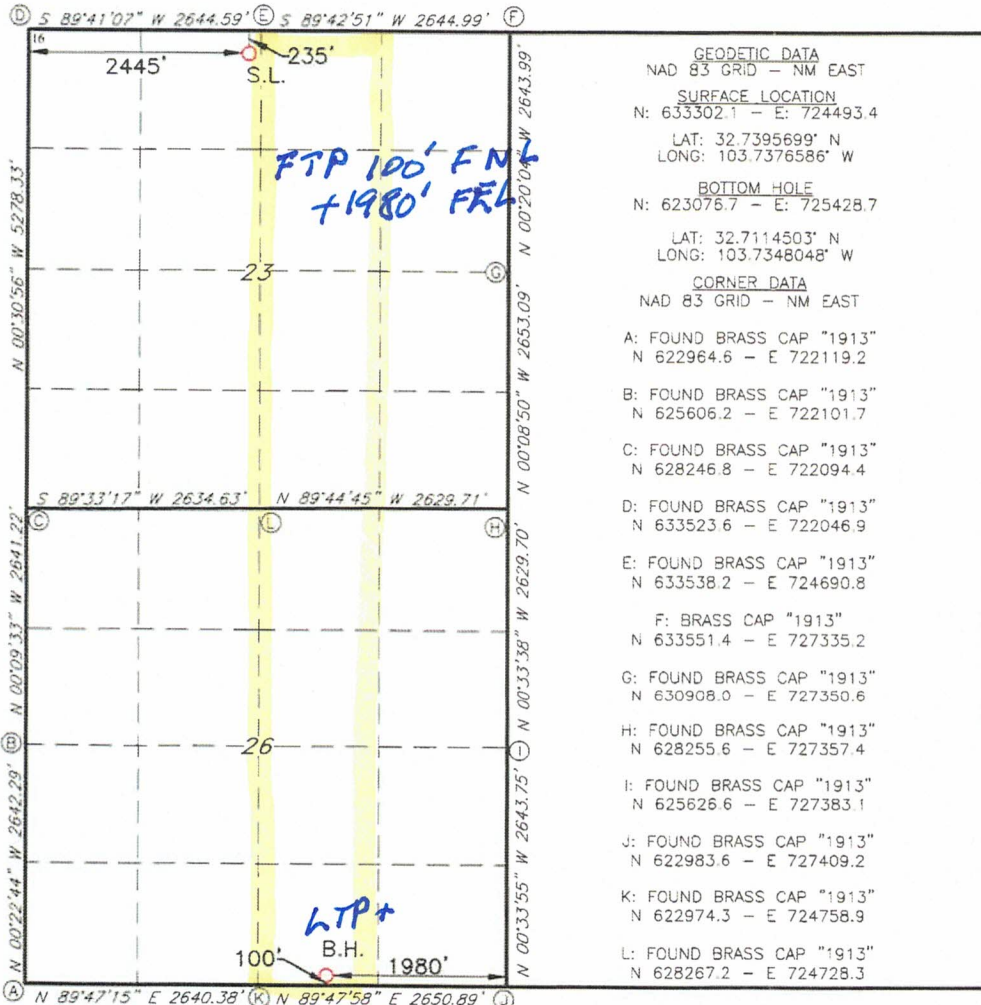 D S 89°41'07" W 2644.59' E S 89°42'51" W 2644.99' F
16
2445'
235'
S.L.
FTP 100' FNL
+1980' FEL
N 00°30'56" W 5278.33'
N 00°20'04" W 2643.99'
23
G
N 00°08'50" W 2653.09'
S 89°33'17" W 2634.63' N 89°44'45" W 2629.71'
C L H
N 00°09'33" W 2641.22'
N 00°33'38" W 2629.70'
B 26 I
N 00°22'44" W 2642.29'
N 00°33'55" W 2643.75'
LTP+
B.H.
100'
1980'
A N 89°47'15" E 2640.38' K N 89°47'58" E 2650.89' J
GEODETIC DATA
NAD 83 GRID – NM EAST
SURFACE LOCATION
N: 633302.1 – E: 724493.4
LAT: 32.7395699° N
LONG: 103.7376586° W
BOTTOM HOLE
N: 623076.7 – E: 725428.7
LAT: 32.7114503° N
LONG: 103.7348048° W
CORNER DATA
NAD 83 GRID – NM EAST
A: FOUND BRASS CAP "1913"
N 622964.6 – E 722119.2
B: FOUND BRASS CAP "1913"
N 625606.2 – E 722101.7
C: FOUND BRASS CAP "1913"
N 628246.8 – E 722094.4
D: FOUND BRASS CAP "1913"
N 633523.6 – E 722046.9
E: FOUND BRASS CAP "1913"
N 633538.2 – E 724690.8
F: BRASS CAP "1913"
N 633551.4 – E 727335.2
G: FOUND BRASS CAP "1913"
N 630908.0 – E 727350.6
H: FOUND BRASS CAP "1913"
N 628255.6 – E 727357.4
I: FOUND BRASS CAP "1913"
N 625626.6 – E 727383.1
J: FOUND BRASS CAP "1913"
N 622983.6 – E 727409.2
K: FOUND BRASS CAP "1913"
N 622974.3 – E 724758.9
L: FOUND BRASS CAP "1913"
N 628267.2 – E 724728.3